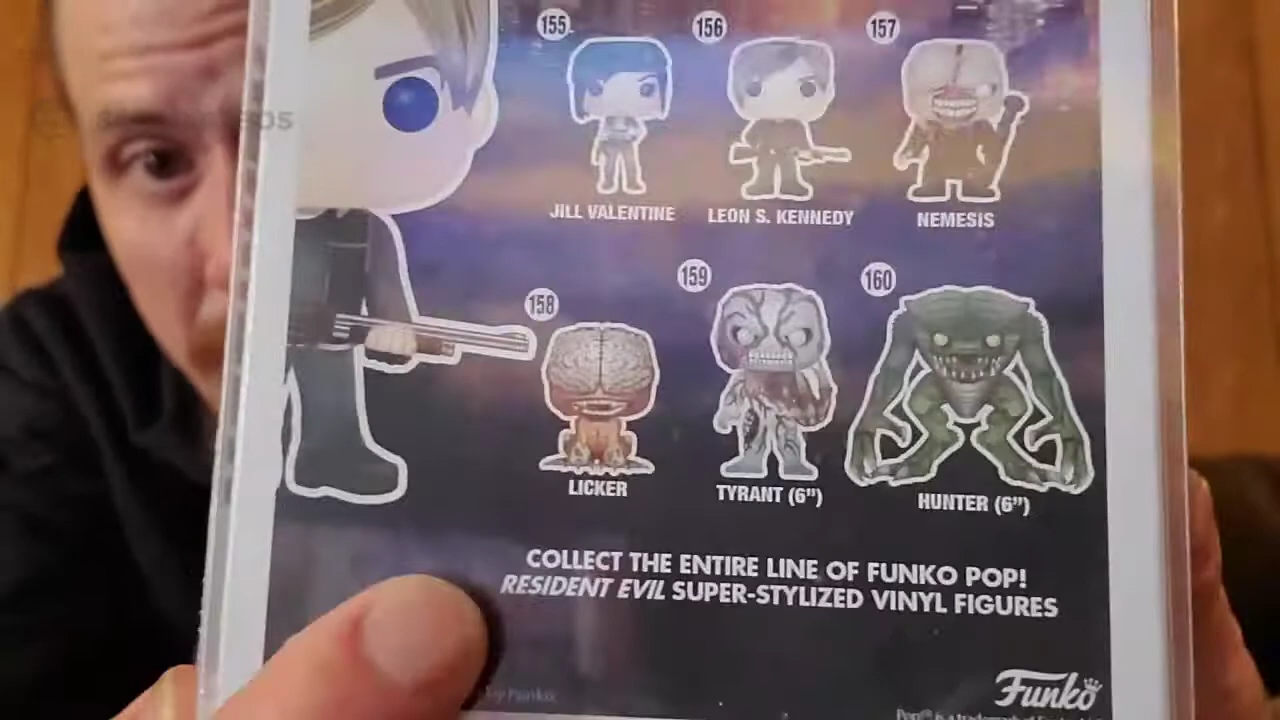 155
156
157
JILL VALENTINE
LEON S. KENNEDY
NEMESIS
158
159
160
LICKER
TYRANT (6”)
HUNTER (6”)
COLLECT THE ENTIRE LINE OF FUNKO POP!
RESIDENT EVIL SUPER-STYLIZED VINYL FIGURES
Funko